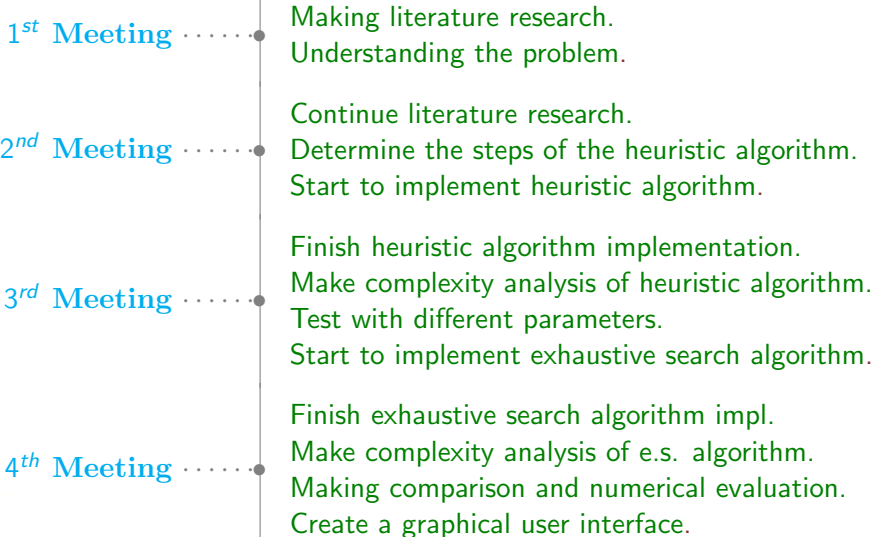 Making literature research.
1st Meeting
Understanding the problem.
Continue literature research.
2nd Meeting
Determine the steps of the heuristic algorithm.
Start to implement heuristic algorithm.
Finish heuristic algorithm implementation.
Make complexity analysis of heuristic algorithm.
3rd Meeting
Test with different parameters.
Start to implement exhaustive search algorithm.
Finish exhaustive search algorithm impl.
Make complexity analysis of e.s. algorithm.
4th Meeting
Making comparison and numerical evaluation.
Create a graphical user interface.